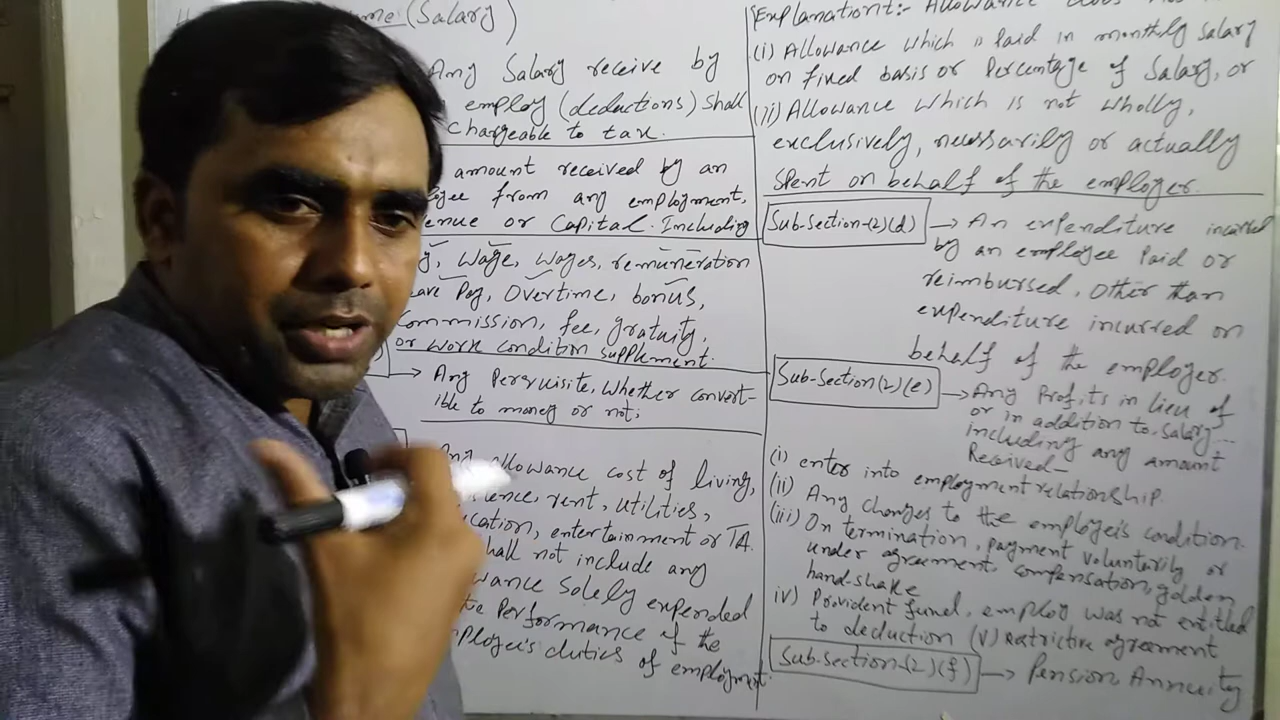 (Salary)
Any Salary receive by
employ (deductions) shall
chargeable to tax.
amount received by an
from any employment,
or Capital. Including
wage, wages, remuneration
Pay, Overtime, bonus,
Commission, fee, gratuity,
or work condition supplement.
→ Any Perquisite, whether convert-
ible to money or not;
allowance cost of living,
rent, utilities,
entertainment or TA.
shall not include any
Solely expended
Performance of the
duties of employment
Explanation:- Allowance
(i) Allowance which is Paid in monthly salary
on fixed basis or Percentage of Salary, or
(ii) Allowance which is not wholly,
exclusively, necessarily or actually
Spent on behalf of the employer.
Sub-Section-(2)(d) → An expenditure incurred
by an employee Paid or
reimbursed, other than
expenditure incurred on
behalf of the employer.
Sub-Section(2)(e) → Any Profits in lieu of
or in addition to salary...
including any amount
Received-
(i) enter into employment relationship.
(ii) Any changes to the employee's condition.
(iii) On termination, payment voluntarily or
under agreement, compensation, golden
hand-shake
iv) Provident fund, employ was not entitled
to deduction (v) Restrictive agreement
Sub-section-(2)(f) → Pension, Annuity